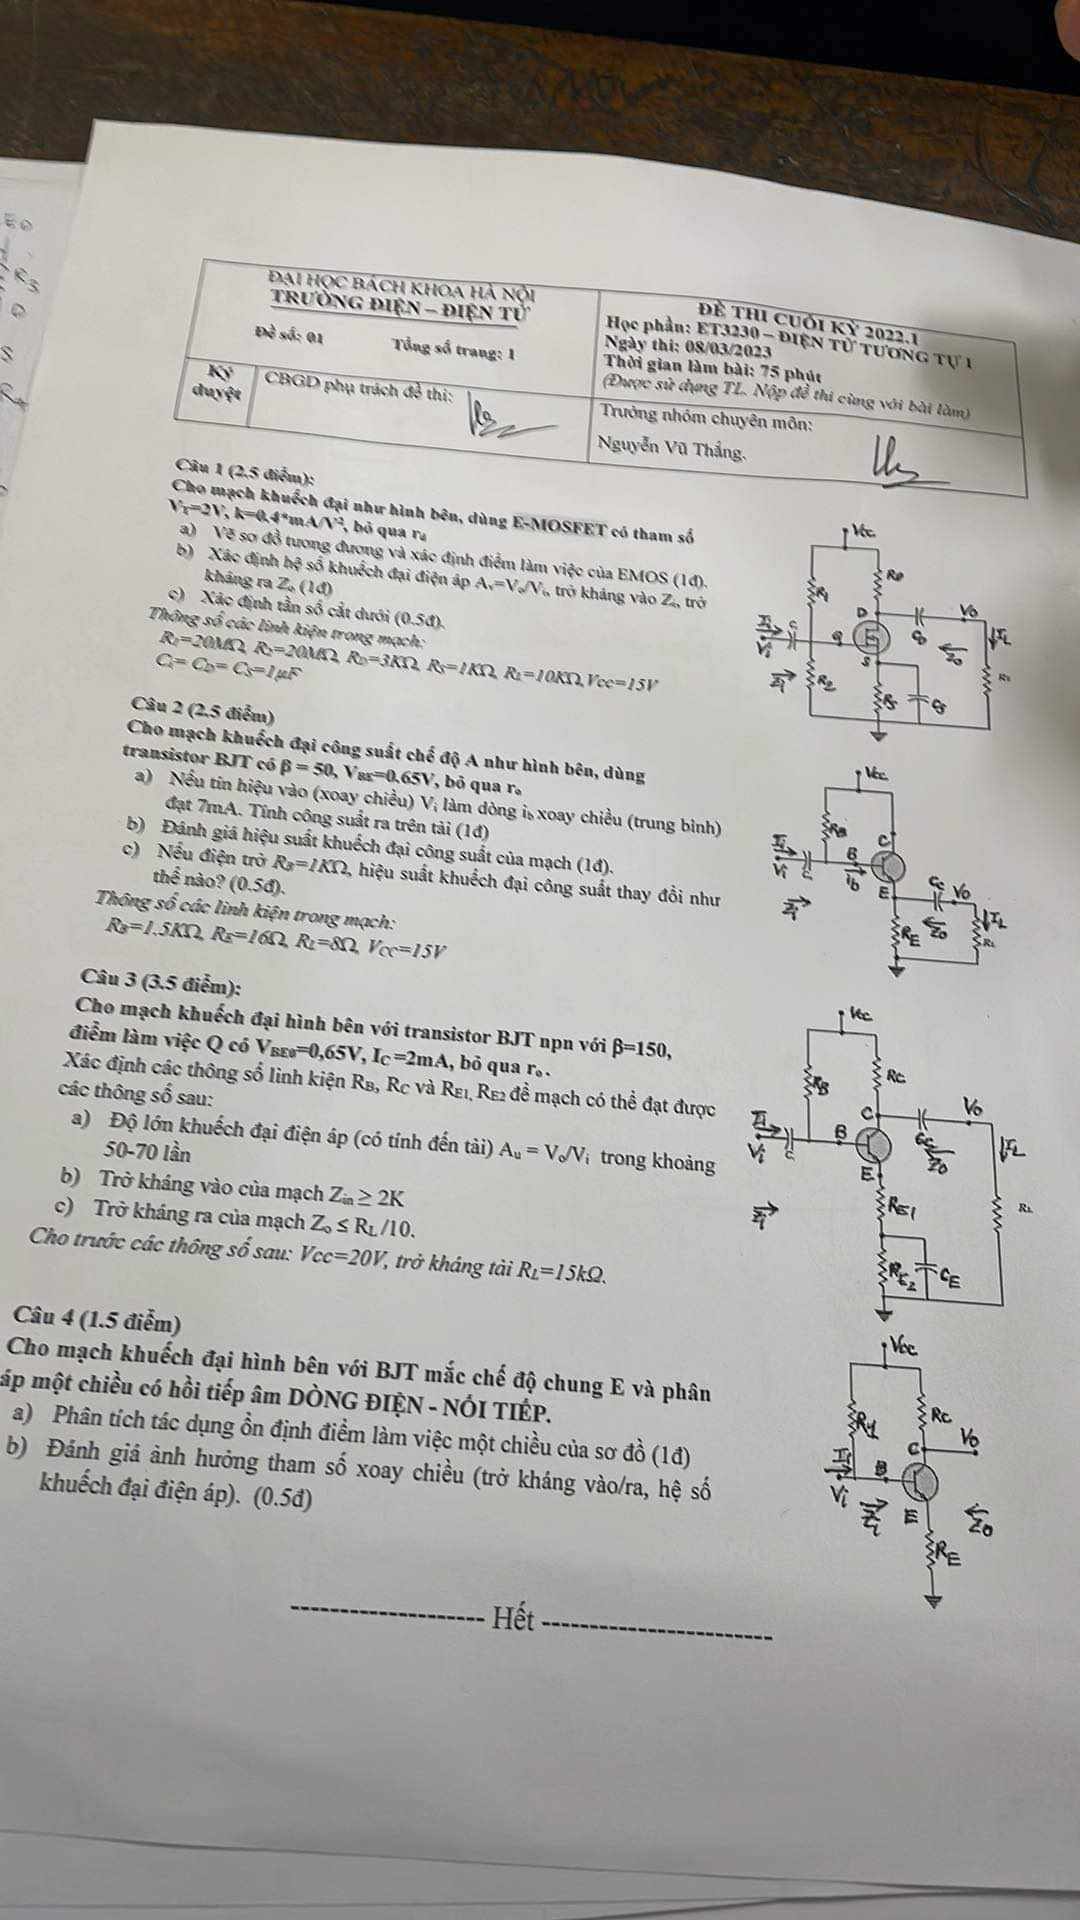 ĐẠI HỌC BÁCH KHOA HÀ NỘI
TRƯỜNG ĐIỆN – ĐIỆN TỬ
Đề số: 01 Tổng số trang: 1
ĐỀ THI CUỐI KỲ 2022.1
Học phần: ET3230 – ĐIỆN TỬ TƯƠNG TỰ 1
Ngày thi: 08/03/2023
Thời gian làm bài: 75 phút
(Được sử dụng TL. Nộp đề thi cùng với bài làm)
Ký duyệt
CBGD phụ trách đề thi:
Trưởng nhóm chuyên môn:
Nguyễn Vũ Thắng.
Câu 1 (2.5 điểm):
Cho mạch khuếch đại như hình bên, dùng E-MOSFET có tham số
V_T=2V, k=0,4*mA/V², bỏ qua r_d
a) Vẽ sơ đồ tương đương và xác định điểm làm việc của EMOS (1đ).
b) Xác định hệ số khuếch đại điện áp A_v=V_o/V_i, trở kháng vào Z_i, trở
kháng ra Z_o (1đ)
c) Xác định tần số cắt dưới (0.5đ).
Thông số các linh kiện trong mạch:
R₁=20MΩ, R₂=20MΩ, R_D=3KΩ, R_S=1KΩ, R_L=10KΩ, Vcc=15V
C_i= C_D= C_S=1μF
Vcc
R1
RD
D
G
S
Ii
Vi
C
Zi
R2
RS
CS
CD
Vo
Zo
IL
RL
Câu 2 (2.5 điểm)
Cho mạch khuếch đại công suất chế độ A như hình bên, dùng
transistor BJT có β = 50, V_BE=0,65V, bỏ qua r_o
a) Nếu tín hiệu vào (xoay chiều) V_i làm dòng i_b xoay chiều (trung bình)
đạt 7mA. Tính công suất ra trên tải (1đ)
b) Đánh giá hiệu suất khuếch đại công suất của mạch (1đ).
c) Nếu điện trở R_B=1KΩ, hiệu suất khuếch đại công suất thay đổi như
thế nào? (0.5đ).
Thông số các linh kiện trong mạch:
R_B=1.5KΩ, R_E=16Ω, R_L=8Ω, V_CC=15V
Vcc
RB
C
B
E
Ii
Vi
C
ib
Zi
RE
Cc
Vo
Zo
IL
RL
Câu 3 (3.5 điểm):
Cho mạch khuếch đại hình bên với transistor BJT npn với β=150,
điểm làm việc Q có V_BE0=0,65V, I_C=2mA, bỏ qua r_o.
Xác định các thông số linh kiện R_B, R_C và R_E1, R_E2 để mạch có thể đạt được
các thông số sau:
a) Độ lớn khuếch đại điện áp (có tính đến tải) A_u = V_o/V_i trong khoảng
50-70 lần
b) Trở kháng vào của mạch Z_in ≥ 2K
c) Trở kháng ra của mạch Z_o ≤ R_L/10.
Cho trước các thông số sau: Vcc=20V, trở kháng tải R_L=15kΩ.
Vcc
RB
RC
C
B
E
Ii
Vi
C
Zi
RE1
RE2
CE
Cc
Vo
Zo
IL
RL
Câu 4 (1.5 điểm)
Cho mạch khuếch đại hình bên với BJT mắc chế độ chung E và phân
áp một chiều có hồi tiếp âm DÒNG ĐIỆN - NỐI TIẾP.
a) Phân tích tác dụng ổn định điểm làm việc một chiều của sơ đồ (1đ)
b) Đánh giá ảnh hưởng tham số xoay chiều (trở kháng vào/ra, hệ số
khuếch đại điện áp). (0.5đ)
Vcc
R1
RC
C
Vo
Ii
B
Vi
Zi
E
Zo
RE
-------------------- Hết ------------------------